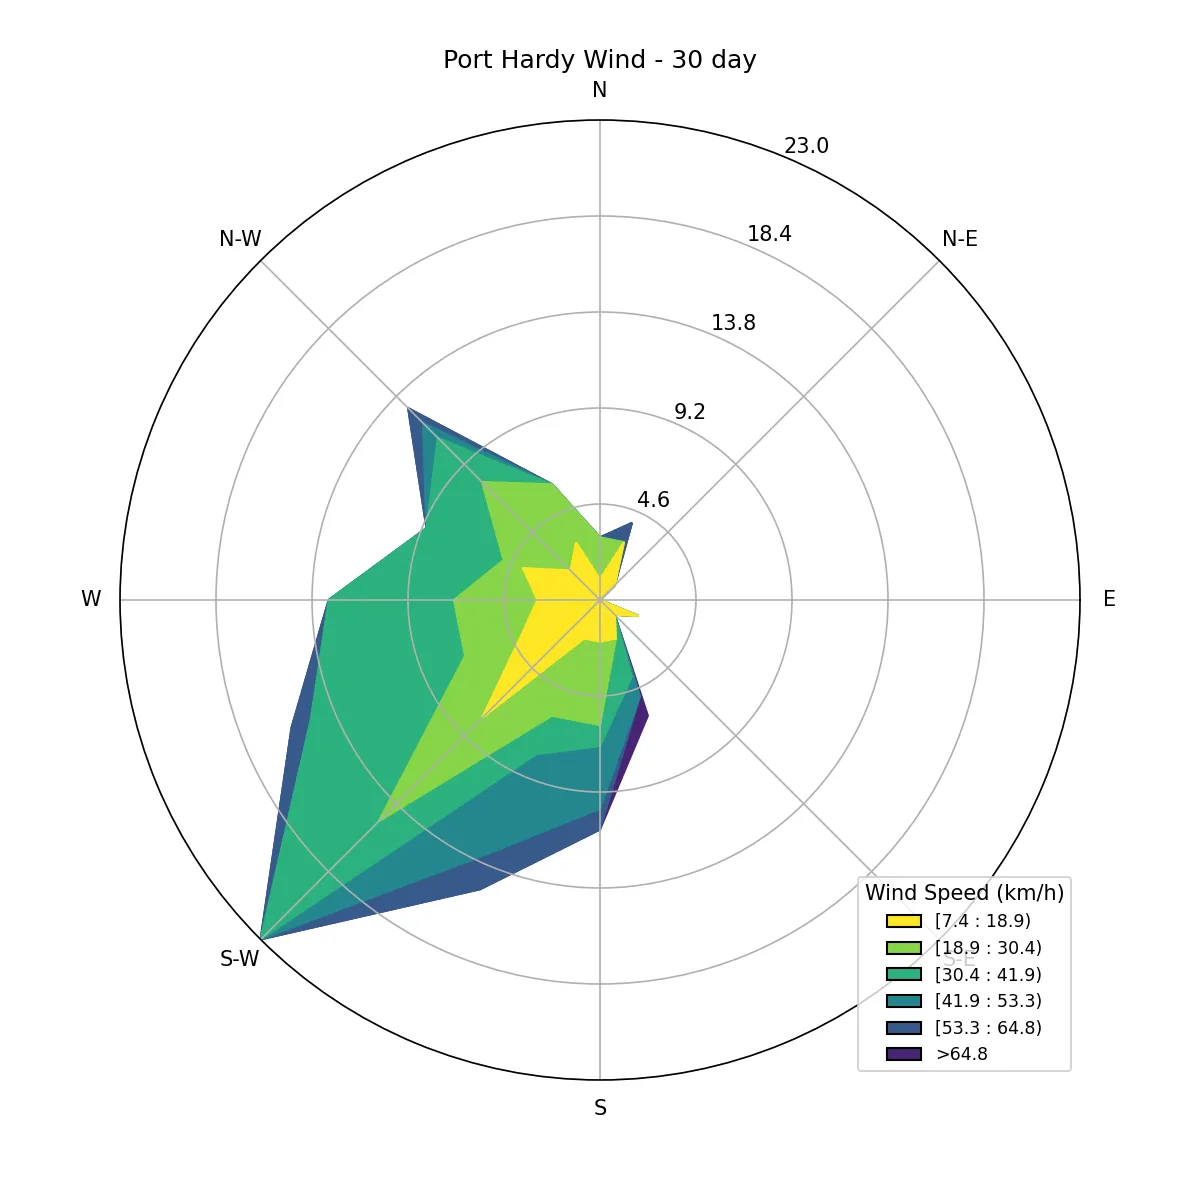 Port Hardy Wind - 30 day
N
23.0
18.4
N-W
N-E
13.8
9.2
4.6
W
E
Wind Speed (km/h)
[7.4 : 18.9)
[18.9 : 30.4)
S-W
S-E
[30.4 : 41.9)
[41.9 : 53.3)
[53.3 : 64.8)
>64.8
S